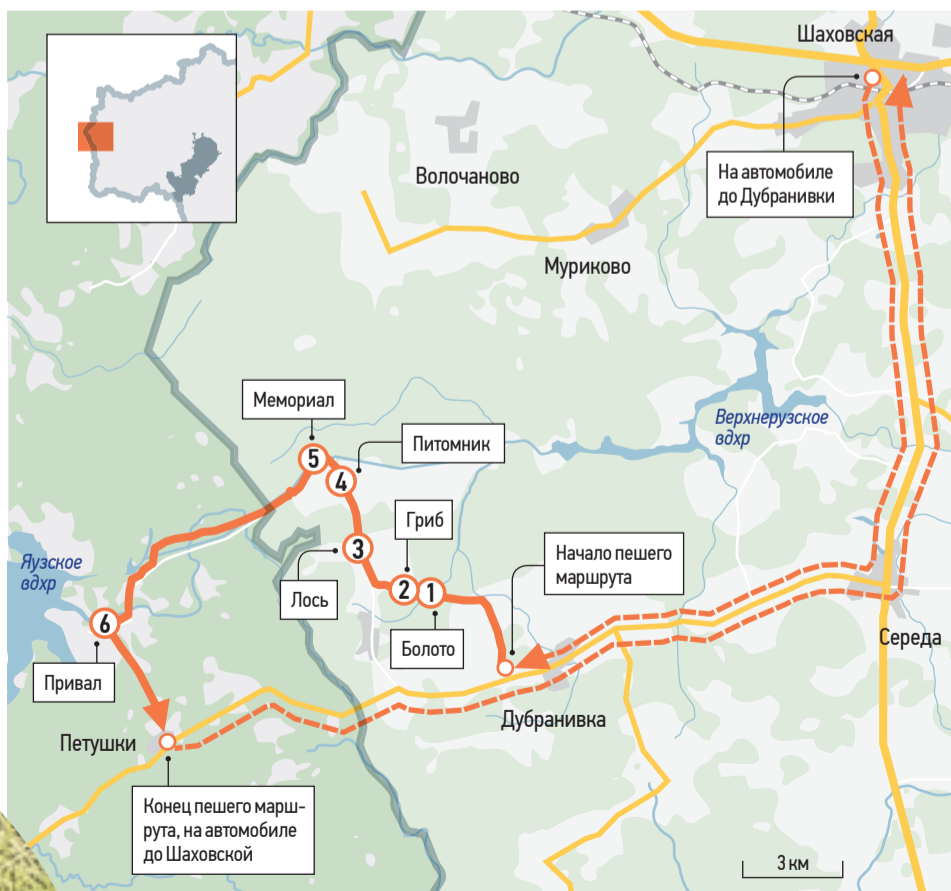 Шаховская
На автомобиле
до Дубранивки
Волочаново
Муриково
Мемориал
Питомник
Верхнерузское
вдхр
5
4
Гриб
3
Начало пешего
маршрута
Яузское
вдхр
Лось
2
1
6
Болото
Середа
Привал
Дубранивка
Петушки
Конец пешего марш-
рута, на автомобиле
до Шаховской
3 км